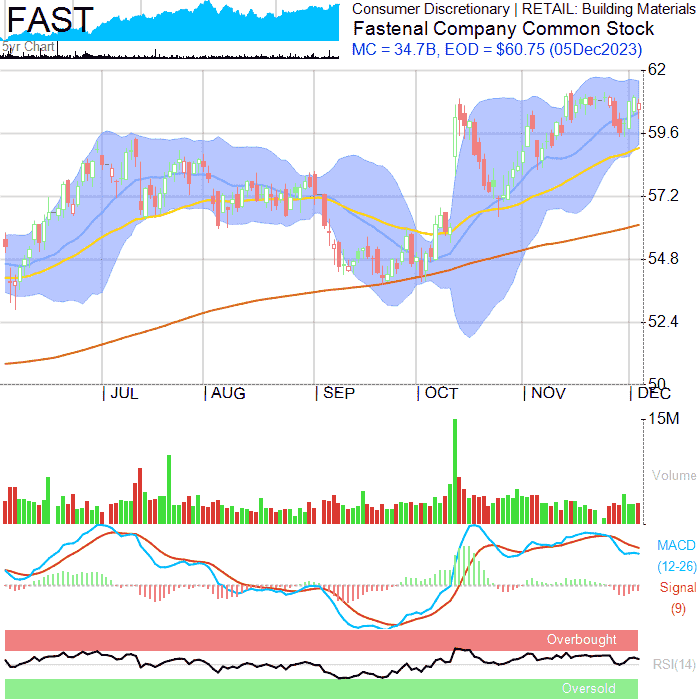 FAST
5yr Chart
Consumer Discretionary | RETAIL: Building Materials
Fastenal Company Common Stock
MC = 34.7B, EOD = $60.75 (05Dec2023)
62
59.6
57.2
54.8
52.4
50
JUL AUG SEP OCT NOV DEC
15M
Volume
MACD
(12-26)
Signal
(9)
Overbought
RSI(14)
Oversold